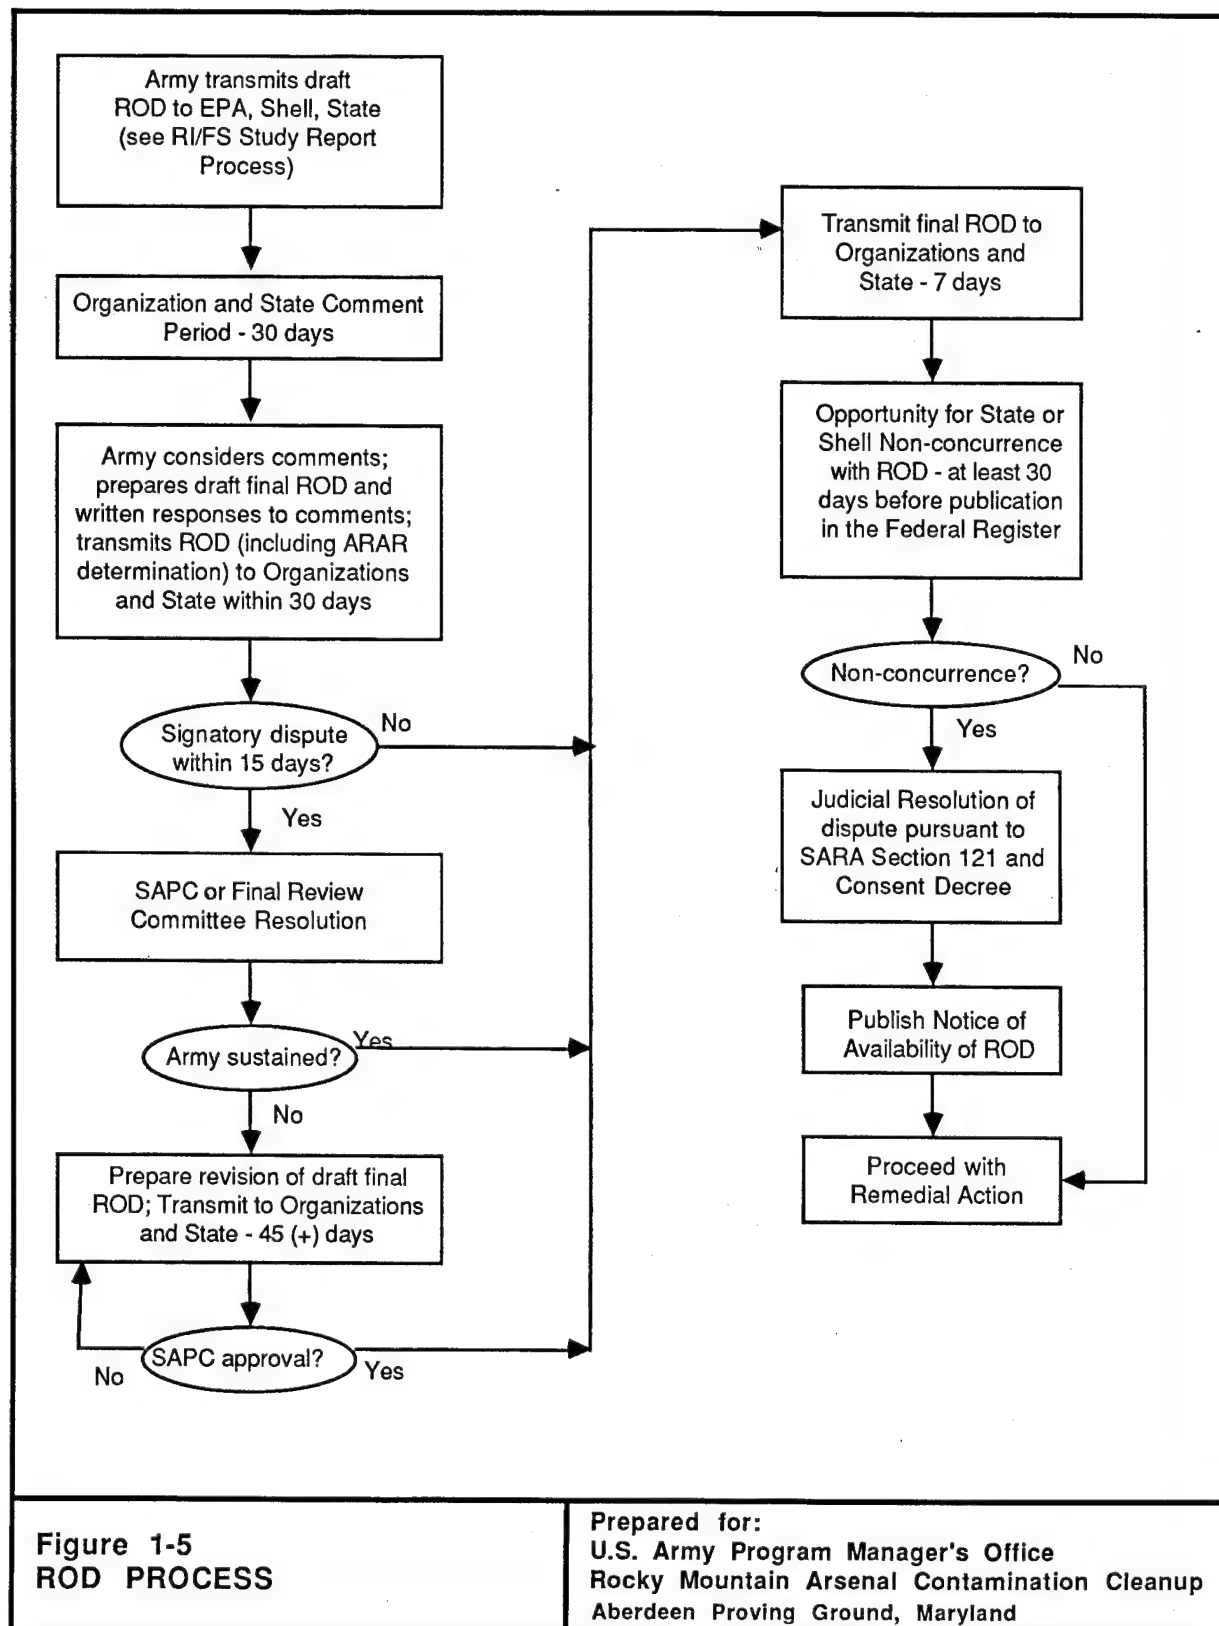 Army transmits draft
ROD to EPA, Shell, State
(see RI/FS Study Report
Process)
Organization and State Comment
Period - 30 days
Army considers comments;
prepares draft final ROD and
written responses to comments;
transmits ROD (including ARAR
determination) to Organizations
and State within 30 days
Signatory dispute
within 15 days?
No
Yes
SAPC or Final Review
Committee Resolution
Army sustained?
Yes
No
Prepare revision of draft final
ROD; Transmit to Organizations
and State - 45 (+) days
SAPC approval?
No
Yes
Transmit final ROD to
Organizations and
State - 7 days
Opportunity for State or
Shell Non-concurrence
with ROD - at least 30
days before publication
in the Federal Register
Non-concurrence?
No
Yes
Judicial Resolution of
dispute pursuant to
SARA Section 121 and
Consent Decree
Publish Notice of
Availability of ROD
Proceed with
Remedial Action
Figure 1-5
ROD PROCESS
Prepared for:
U.S. Army Program Manager's Office
Rocky Mountain Arsenal Contamination Cleanup
Aberdeen Proving Ground, Maryland